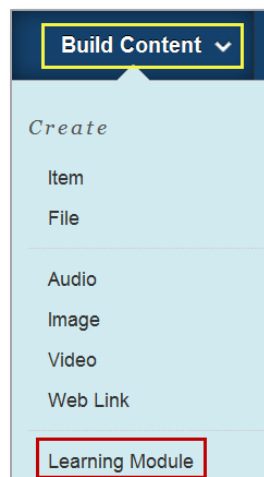 Build Content
Create
Item
File
Audio
Image
Video
Web Link
Learning Module